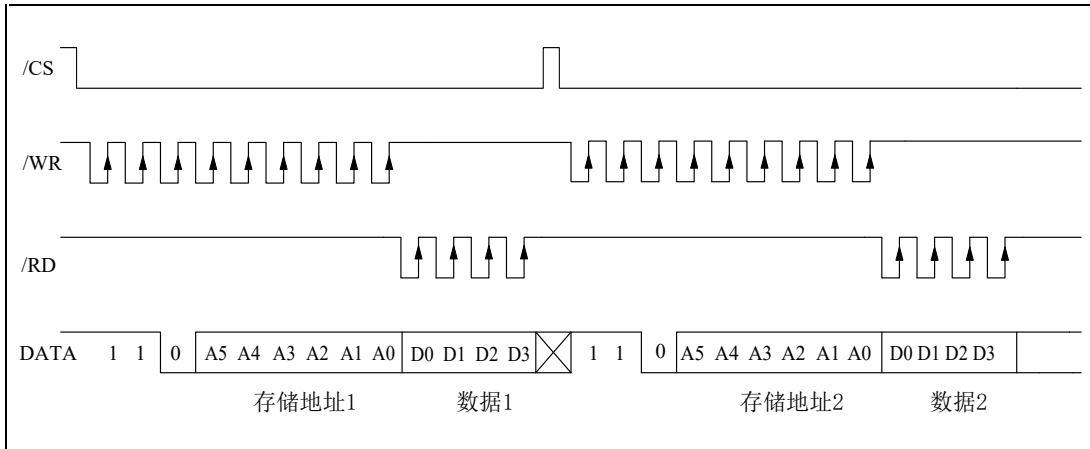 /CS
/WR
/RD
DATA 1 1 0 A5 A4 A3 A2 A1 A0 D0 D1 D2 D3 1 1 0 A5 A4 A3 A2 A1 A0 D0 D1 D2 D3
存储地址1 数据1 存储地址2 数据2